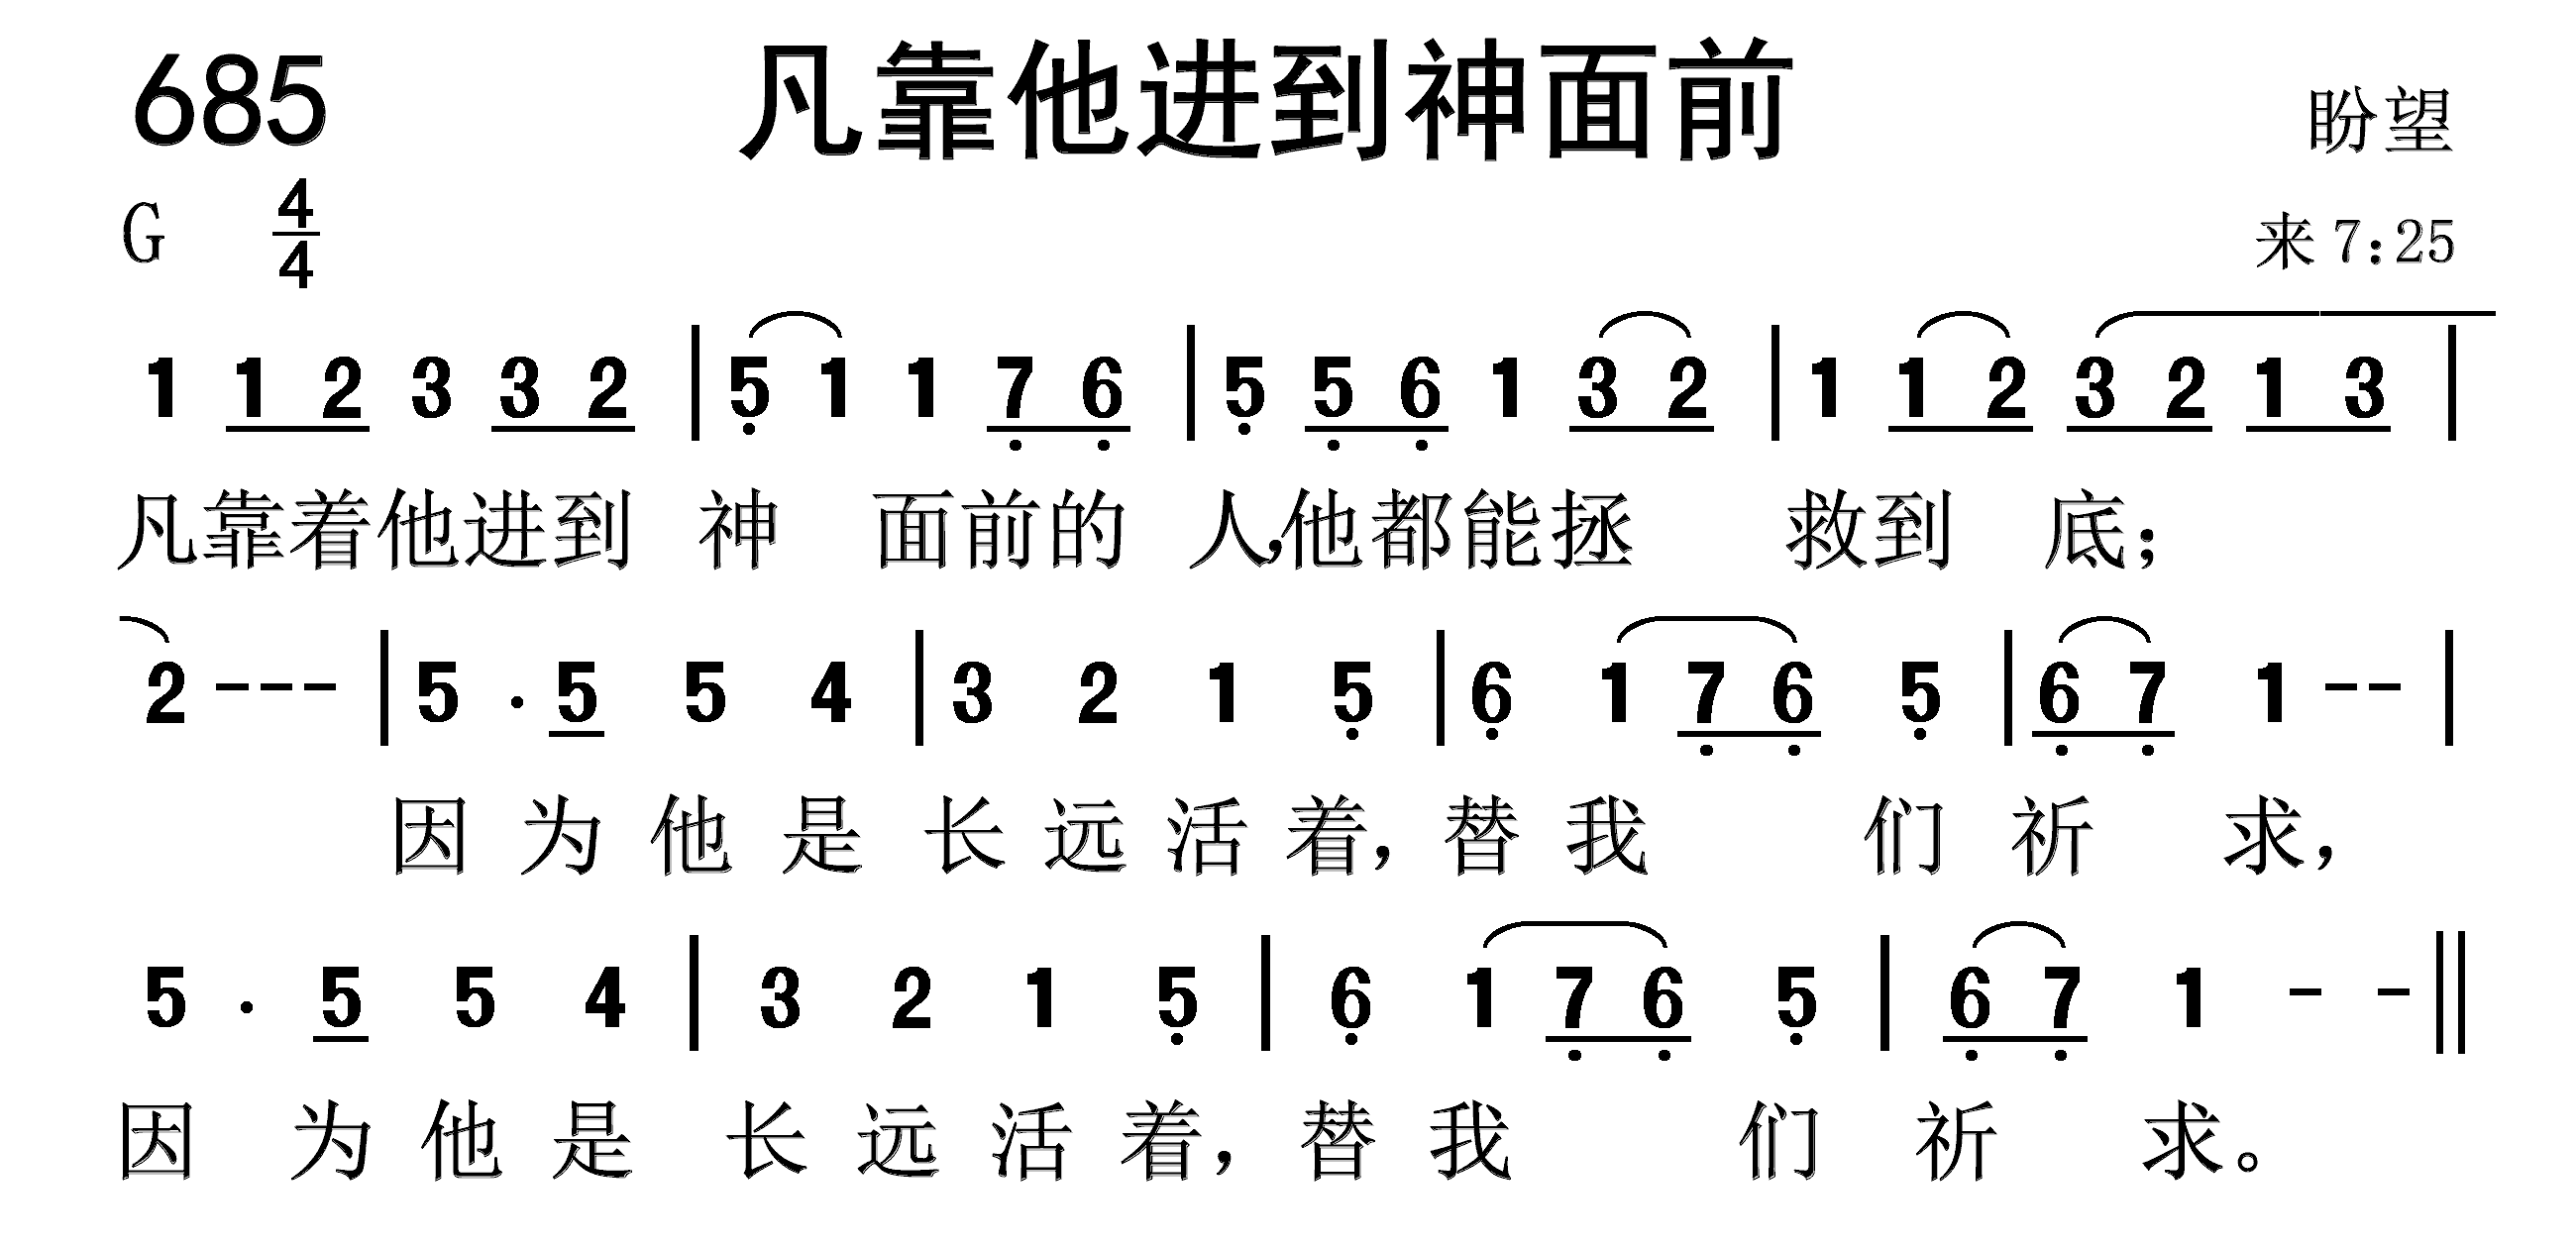 685 凡靠他进到神面前 盼望
G 4/4 来 7:25
1 1 2 3 3 2 | 5 1 1 7 6 | 5 5 6 1 3 2 | 1 1 2 3 2 1 3 |
凡靠着他进到 神 面前的 人,他都能拯 救到 底;
2 - - - | 5 · 5 5 4 | 3 2 1 5 | 6 1 7 6 5 | 6 7 1 - - |
因 为 他 是 长 远 活 着, 替 我 们 祈 求,
5 · 5 5 4 | 3 2 1 5 | 6 1 7 6 5 | 6 7 1 - - ||
因 为 他 是 长 远 活 着, 替 我 们 祈 求。